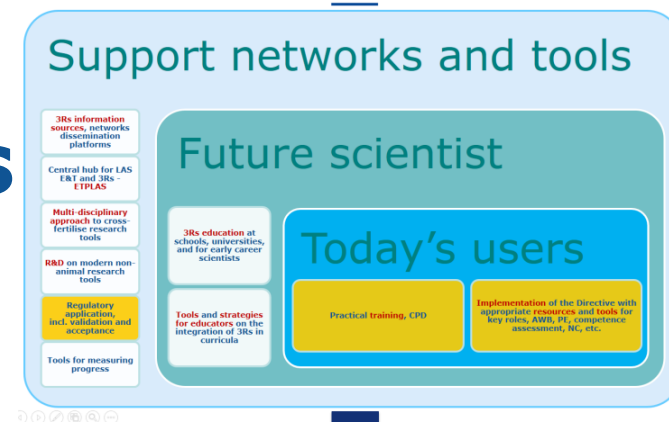 Support networks and tools
s
3Rs information
sources, networks
dissemination
platforms
Central hub for LAS
E&T and 3Rs -
ETPLAS
Multi-disciplinary
approach to cross-
fertilise research
tools
R&D on modern non-
animal research
tools
Regulatory
application,
incl. validation and
acceptance
Tools for measuring
progress
Future scientist
3Rs education at
schools, universities,
and for early career
scientists
Tools and strategies
for educators on the
integration of 3Rs in
curricula
Today's users
Practical training, CPD
Implementation of the Directive with
appropriate resources and tools for
key roles, AWB, PE, competence
assessment, NC, etc.